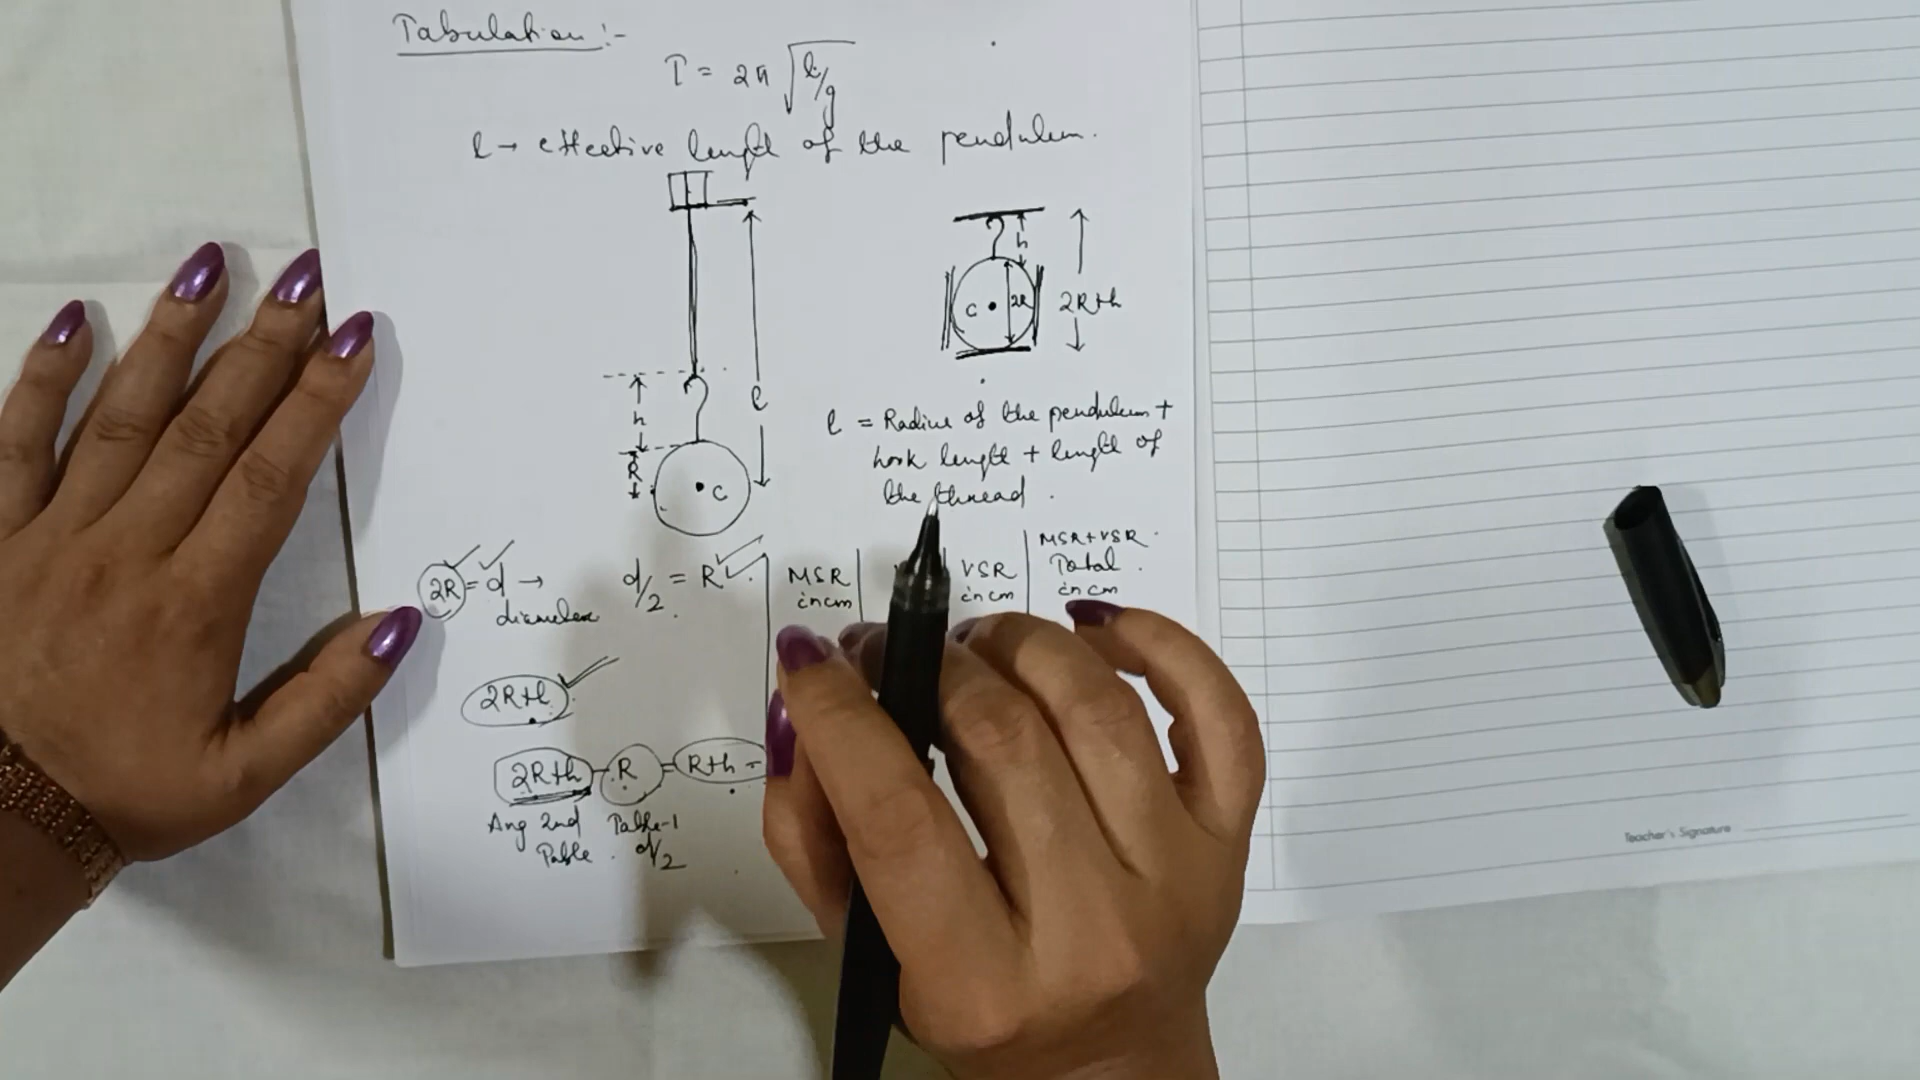 Tabulation :-
T = 2π √l/g
l → effective length of the pendulum.
h
R
C
l
h
C
2R
2R+h
l = Radius of the pendulum +
hook length + length of
the thread.
2R = d →
diameter
d/2 = R
MSR
in cm
VSR
in cm
MSR+VSR
Total
in cm
2R+h
2R+h - R = R+h -
Avg 2nd
Table
Table-1
d/2
Teacher's Signature